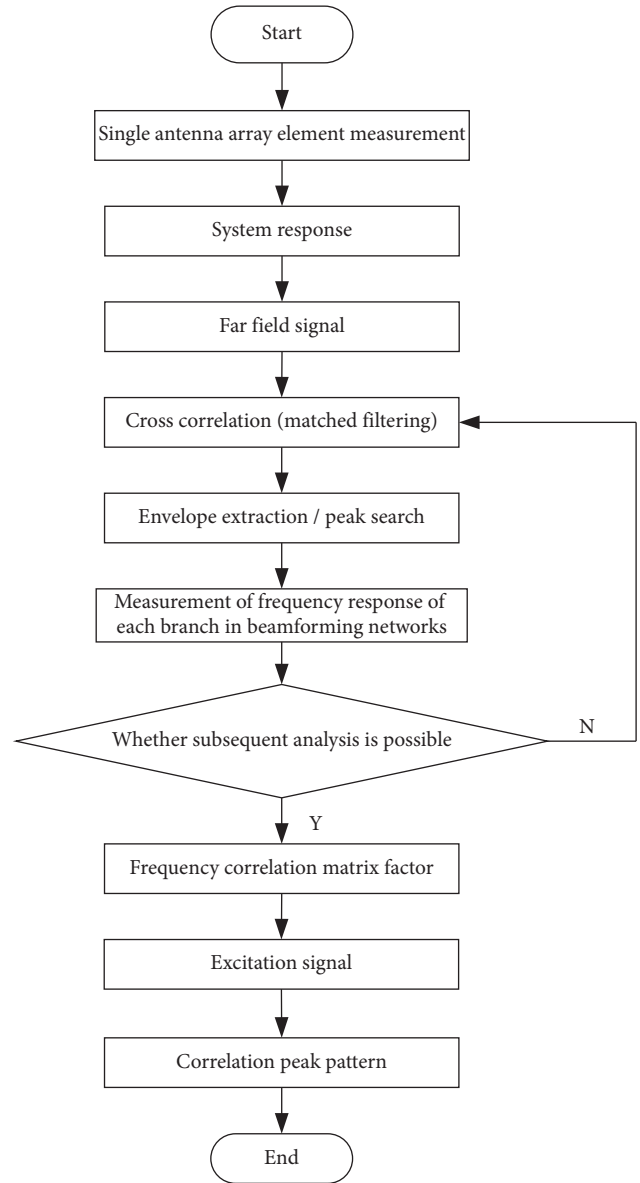 Start
Single antenna array element measurement
System response
Far field signal
Cross correlation (matched filtering)
Envelope extraction / peak search
Measurement of frequency response of
each branch in beamforming networks
Whether subsequent analysis is possible
N
Y
Frequency correlation matrix factor
Excitation signal
Correlation peak pattern
End